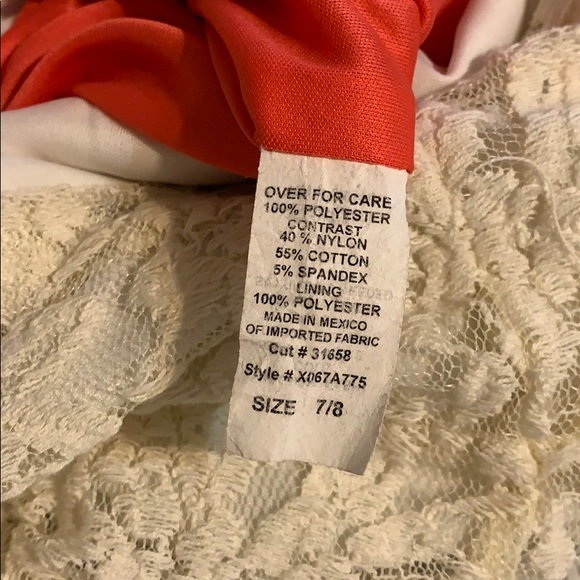 OVER FOR CARE
100% POLYESTER
CONTRAST
40 % NYLON
55% COTTON
5% SPANDEX
LINING
100% POLYESTER
MADE IN MEXICO
OF IMPORTED FABRIC
Cut # 31658
Style # X067A775
SIZE 7/8